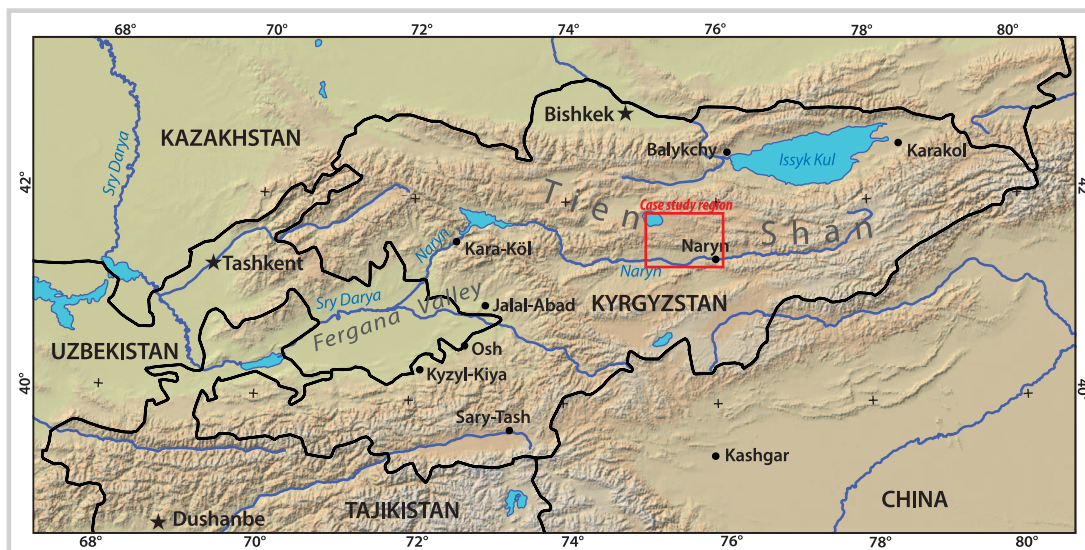 68° 70° 72° 74° 76° 78° 80°
Bishkek
KAZAKHSTAN
Balykchy
Issyk Kul
Karakol
Sry Darya
42°
42°
Tien Shan
Case study region
Naryn
Kara-Köl
Naryn
Tashkent
Naryn
Sry Darya
Jalal-Abad
KYRGYZSTAN
Fergana Valley
UZBEKISTAN
Osh
Kyzyl-Kiya
40°
40°
Sary-Tash
Kashgar
CHINA
TAJIKISTAN
Dushanbe
68° 70° 72° 74° 76° 78° 80°